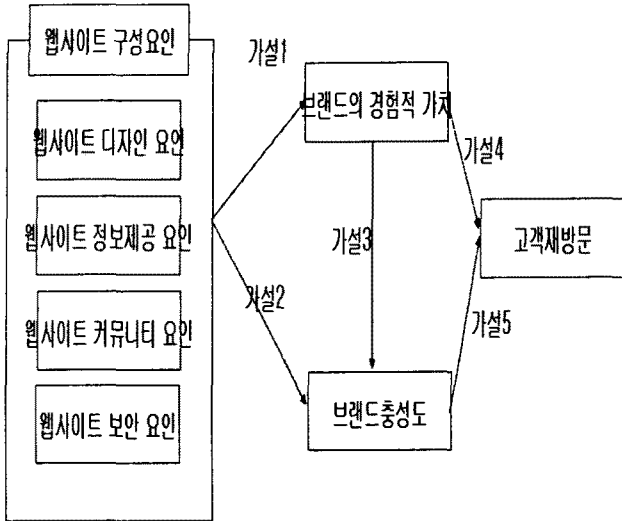 웹사이트 구성요인
가설1
브랜드의 경험적 가치
웹사이트 디자인 요인
가설4
웹사이트 정보제공 요인
가설3
고객재방문
가설2
웹사이트 커뮤니티 요인
가설5
브랜드충성도
웹사이트 보안 요인